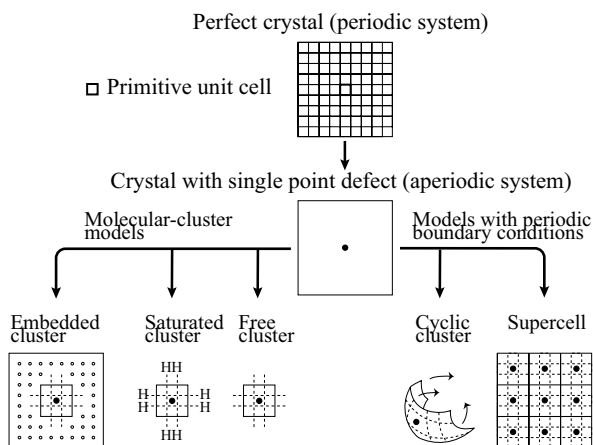 Perfect crystal (periodic system)
Primitive unit cell
Crystal with single point defect (aperiodic system)
Molecular-cluster
models
Models with periodic
boundary conditions
Embedded
cluster
Saturated
cluster
Free
cluster
Cyclic
cluster
Supercell
HH
H H
H H
HH